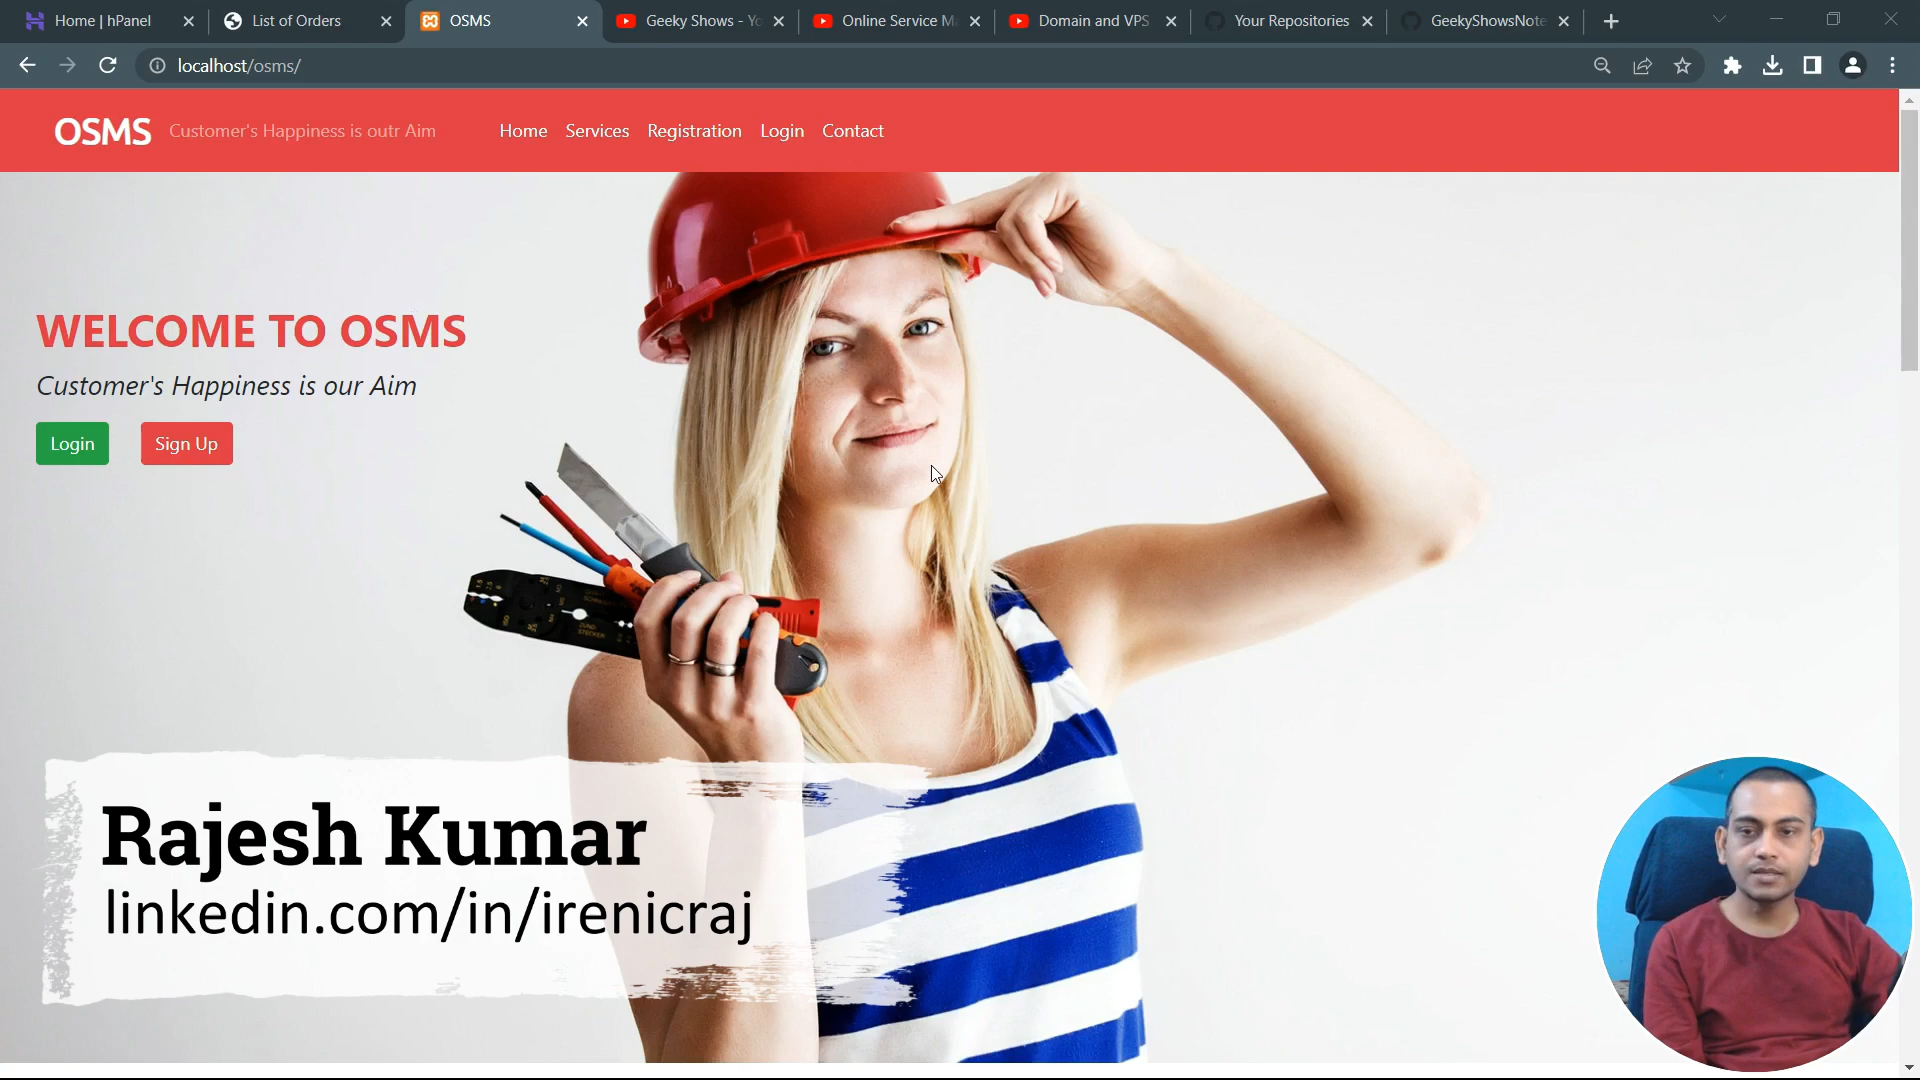 Home | hPanel
List of Orders
OSMS
Geeky Shows - Yo
Online Service M
Domain and VPS
Your Repositories
GeekyShowsNote
localhost/osms/
OSMS Customer's Happiness is outr Aim Home Services Registration Login Contact
WELCOME TO OSMS
Customer's Happiness is our Aim
Login Sign Up
Rajesh Kumar
linkedin.com/in/irenicraj